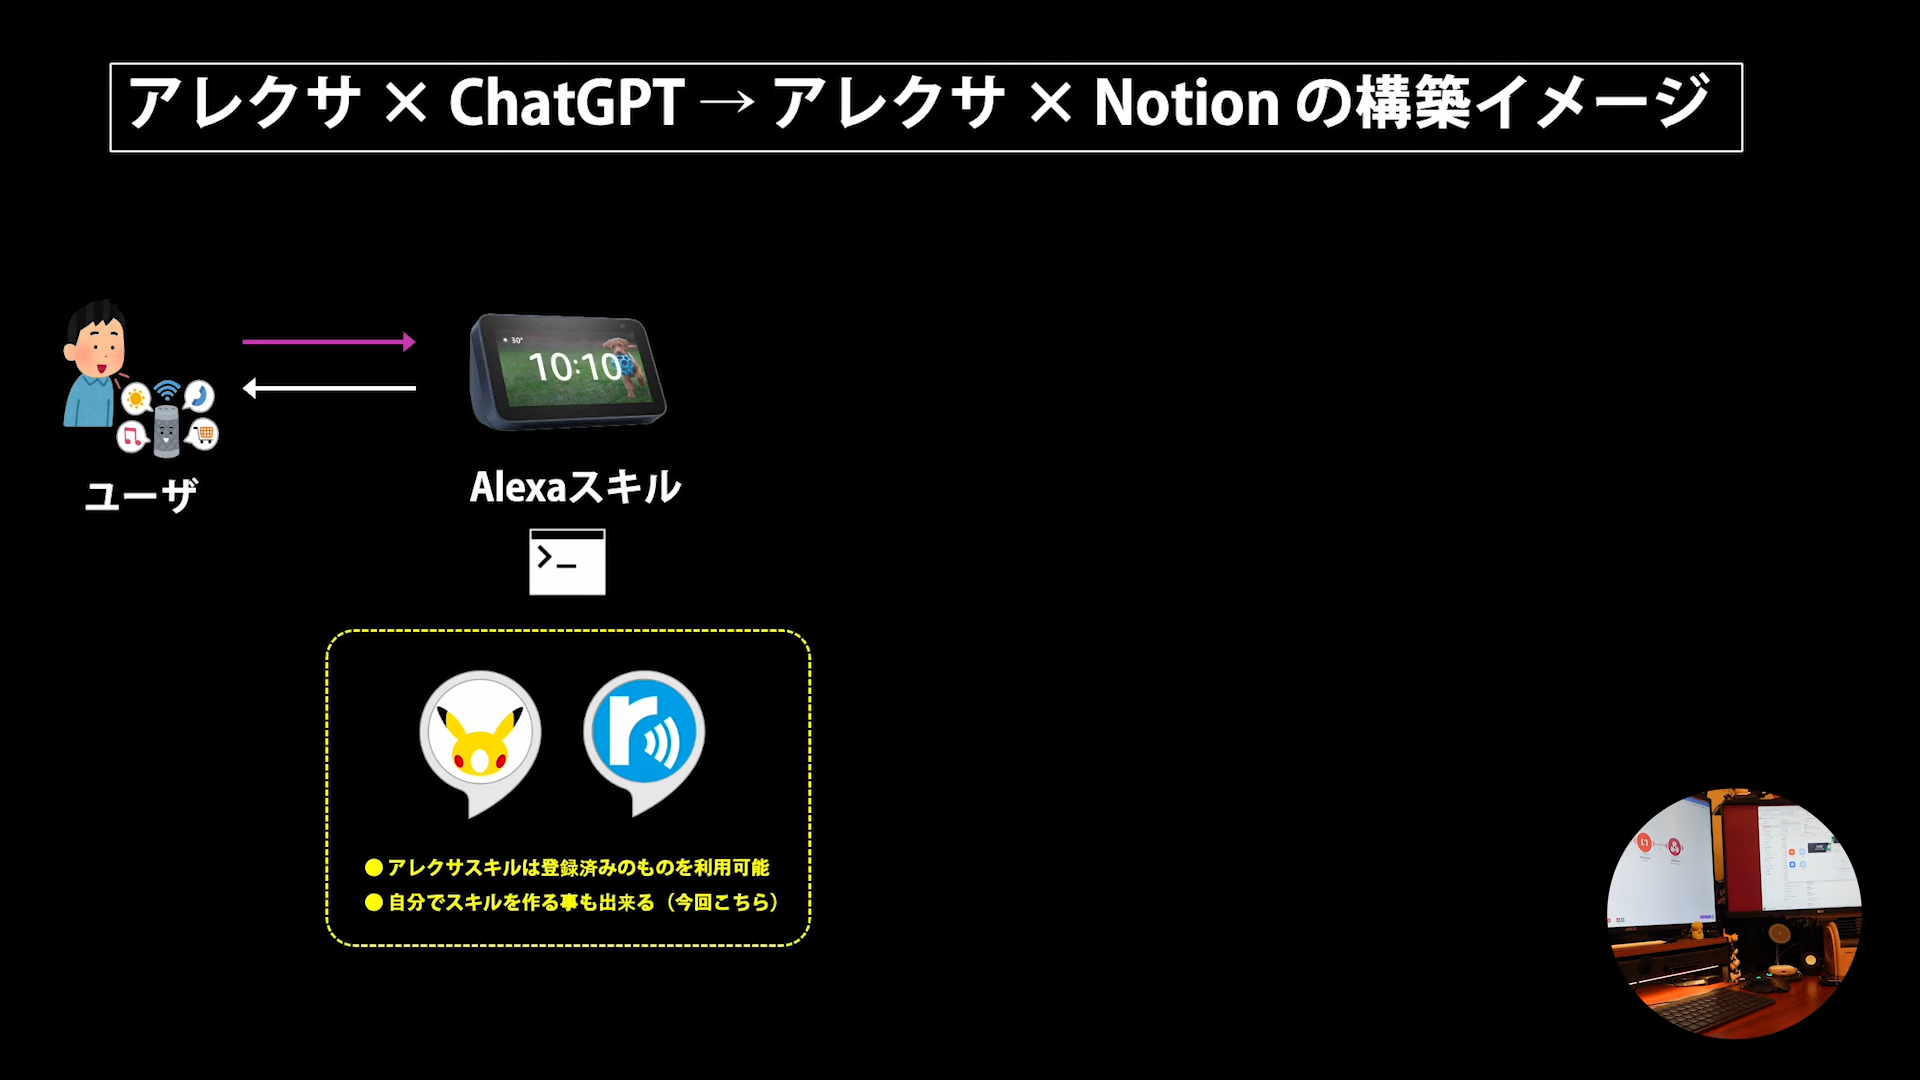 アレクサ × ChatGPT → アレクサ × Notion の構築イメージ
30°
10:10
ユーザ
Alexaスキル
>_
r
● アレクサスキルは登録済みのものを利用可能
● 自分でスキルを作る事も出来る（今回こちら）